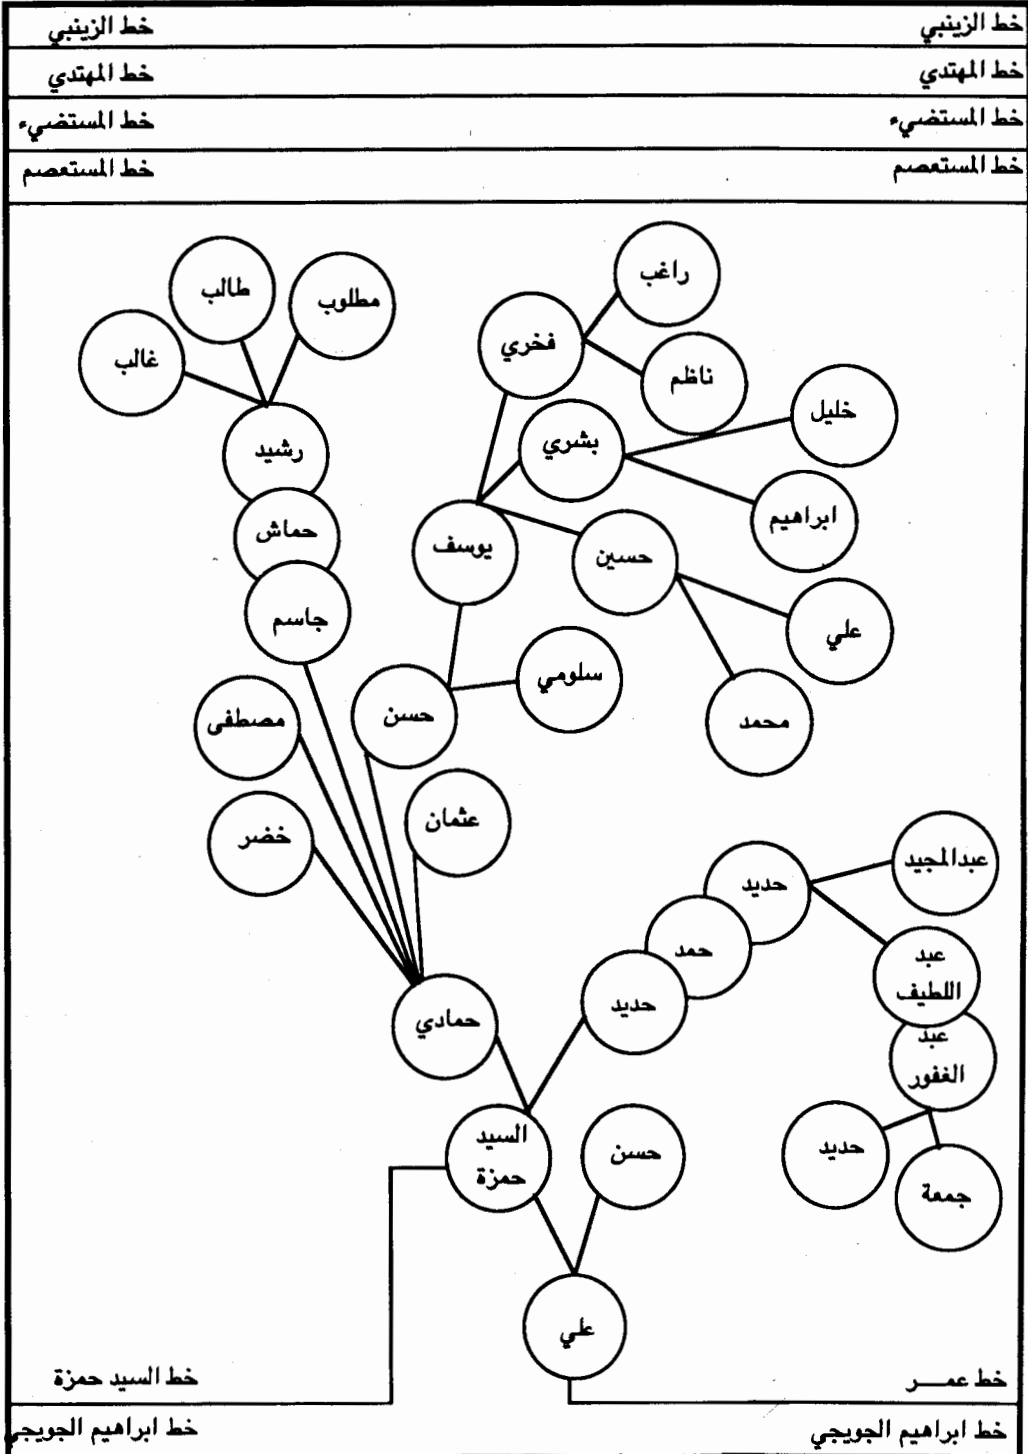 خط الزينبي
خط الزينبي
خط المهتدي
خط المهتدي
خط المستضيء
خط المستضيء
خط المستعصم
خط المستعصم
راغب
طالب
مطلوب
فخري
غالب
ناظم
خليل
رشيد
بشري
ابراهيم
حماش
يوسف
حسين
جاسم
علي
سلومي
حسن
مصطفى
محمد
عثمان
خضر
عبدالمجيد
حديد
حمد
عبد
اللطيف
حديد
حمادي
عبد
الغفور
السيد
حمزة
حسن
حديد
جمعة
علي
خط عمـــر
خط السيد حمزة
خط ابراهيم الجويجي
خط ابراهيم الجويجي